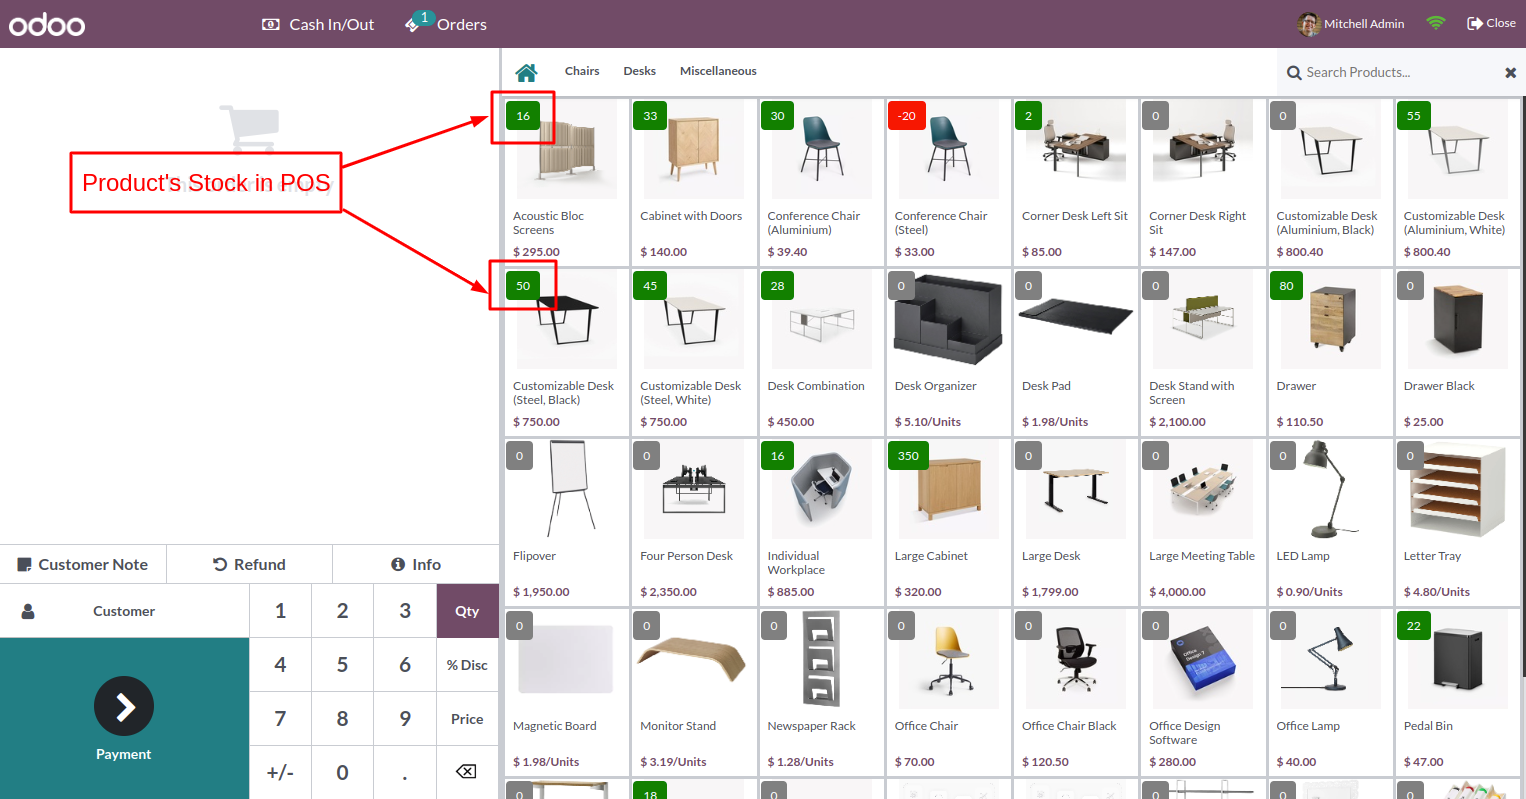 odoo
Cash In/Out
1
Orders
Mitchell Admin
Close
Chairs
Desks
Miscellaneous
Search Products...
Product's Stock in POS
16
33
30
-20
2
0
0
55
Acoustic Bloc
Screens
$ 295.00
Cabinet with Doors
$ 140.00
Conference Chair
(Aluminium)
$ 39.40
Conference Chair
(Steel)
$ 33.00
Corner Desk Left Sit
$ 85.00
Corner Desk Right
Sit
$ 147.00
Customizable Desk
(Aluminium, Black)
$ 800.40
Customizable Desk
(Aluminium, White)
$ 800.40
50
45
28
0
0
0
80
0
Customizable Desk
(Steel, Black)
$ 750.00
Customizable Desk
(Steel, White)
$ 750.00
Desk Combination
$ 450.00
Desk Organizer
$ 5.10/Units
Desk Pad
$ 1.98/Units
Desk Stand with
Screen
$ 2,100.00
Drawer
$ 110.50
Drawer Black
$ 25.00
0
0
16
350
0
0
0
0
Flipover
$ 1,950.00
Four Person Desk
$ 2,350.00
Individual
Workplace
$ 885.00
Large Cabinet
$ 320.00
Large Desk
$ 1,799.00
Large Meeting Table
$ 4,000.00
LED Lamp
$ 0.90/Units
Letter Tray
$ 4.80/Units
0
0
0
0
0
0
0
22
Office
Design 7
Magnetic Board
$ 1.98/Units
Monitor Stand
$ 3.19/Units
Newspaper Rack
$ 1.28/Units
Office Chair
$ 70.00
Office Chair Black
$ 120.50
Office Design
Software
$ 280.00
Office Lamp
$ 40.00
Pedal Bin
$ 47.00
0
18
0
0
0
0
0
0
Customer Note
Refund
Info
Customer
1
2
3
Qty
4
5
6
% Disc
7
8
9
Price
+/-
0
.
Payment